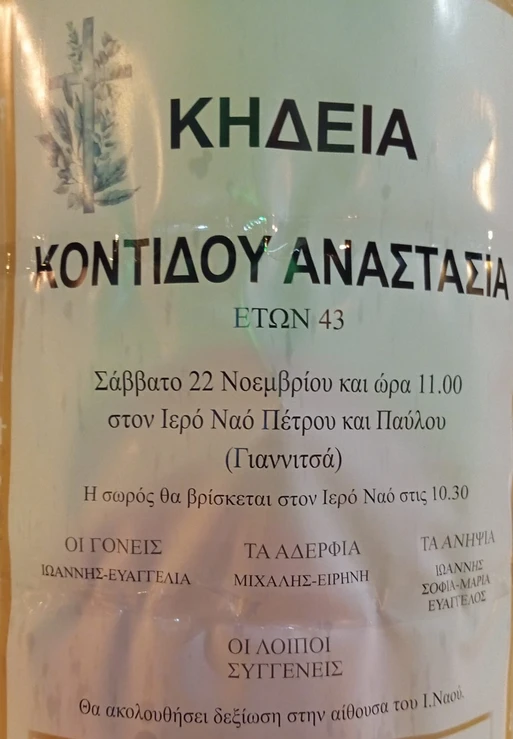 ΚΗΔΕΙΑ
ΚΟΝΤΙΔΟΥ ΑΝΑΣΤΑΣΙΑ
ΕΤΩΝ 43
Σάββατο 22 Νοεμβρίου και ώρα 11.00
στον Ιερό Ναό Πέτρου και Παύλου
(Γιαννιτσά)
Η σωρός θα βρίσκεται στον Ιερό Ναό στις 10.30
ΟΙ ΓΟΝΕΙΣ
ΙΩΑΝΝΗΣ-ΕΥΑΓΓΕΛΙΑ
ΤΑ ΑΔΕΡΦΙΑ
ΜΙΧΑΛΗΣ-ΕΙΡΗΝΗ
ΤΑ ΑΝΗΨΙΑ
ΙΩΑΝΝΗΣ
ΣΟΦΙΑ-ΜΑΡΙΑ
ΕΥΑΓΓΕΛΟΣ
ΟΙ ΛΟΙΠΟΙ
ΣΥΓΓΕΝΕΙΣ
Θα ακολουθήσει δεξίωση στην αίθουσα του Ι.Ναού.